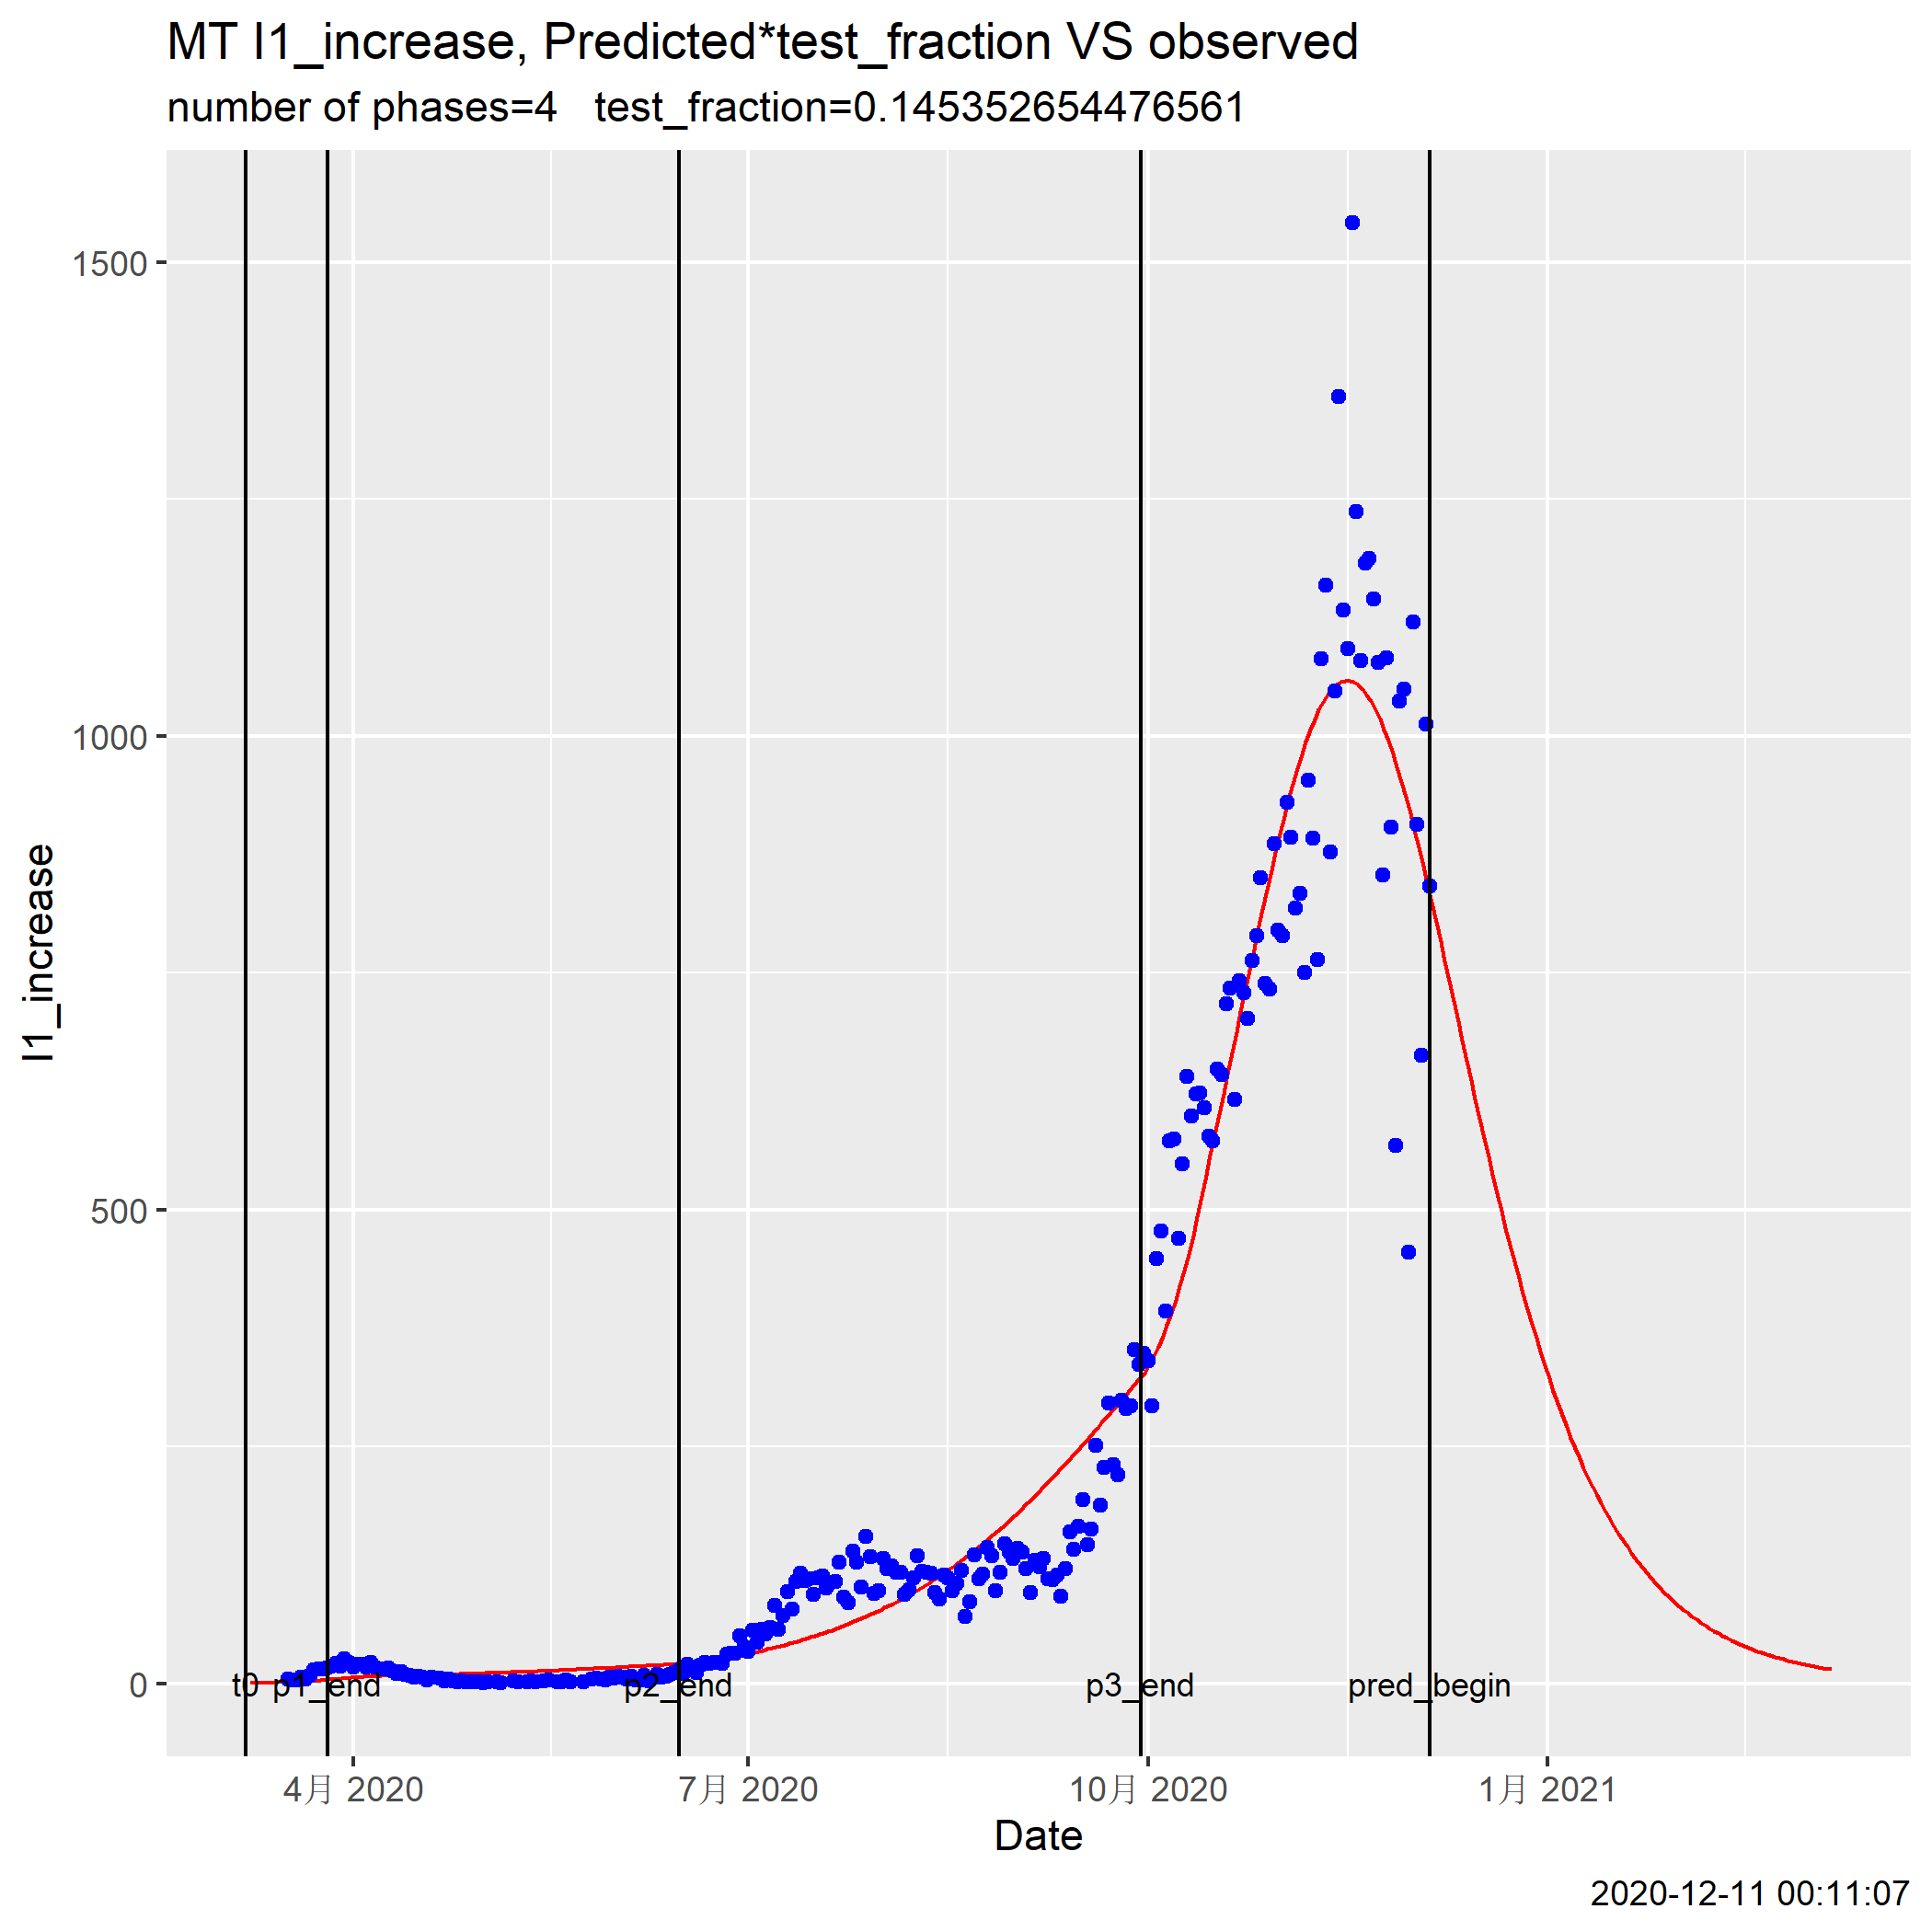 MT I1_increase, Predicted*test_fraction VS observed
number of phases=4   test_fraction=0.145352654476561
1500
1000
500
0
I1_increase
t0 p1_end p2_end p3_end pred_begin
4月 2020 7月 2020 10月 2020 1月 2021
Date
2020-12-11 00:11:07